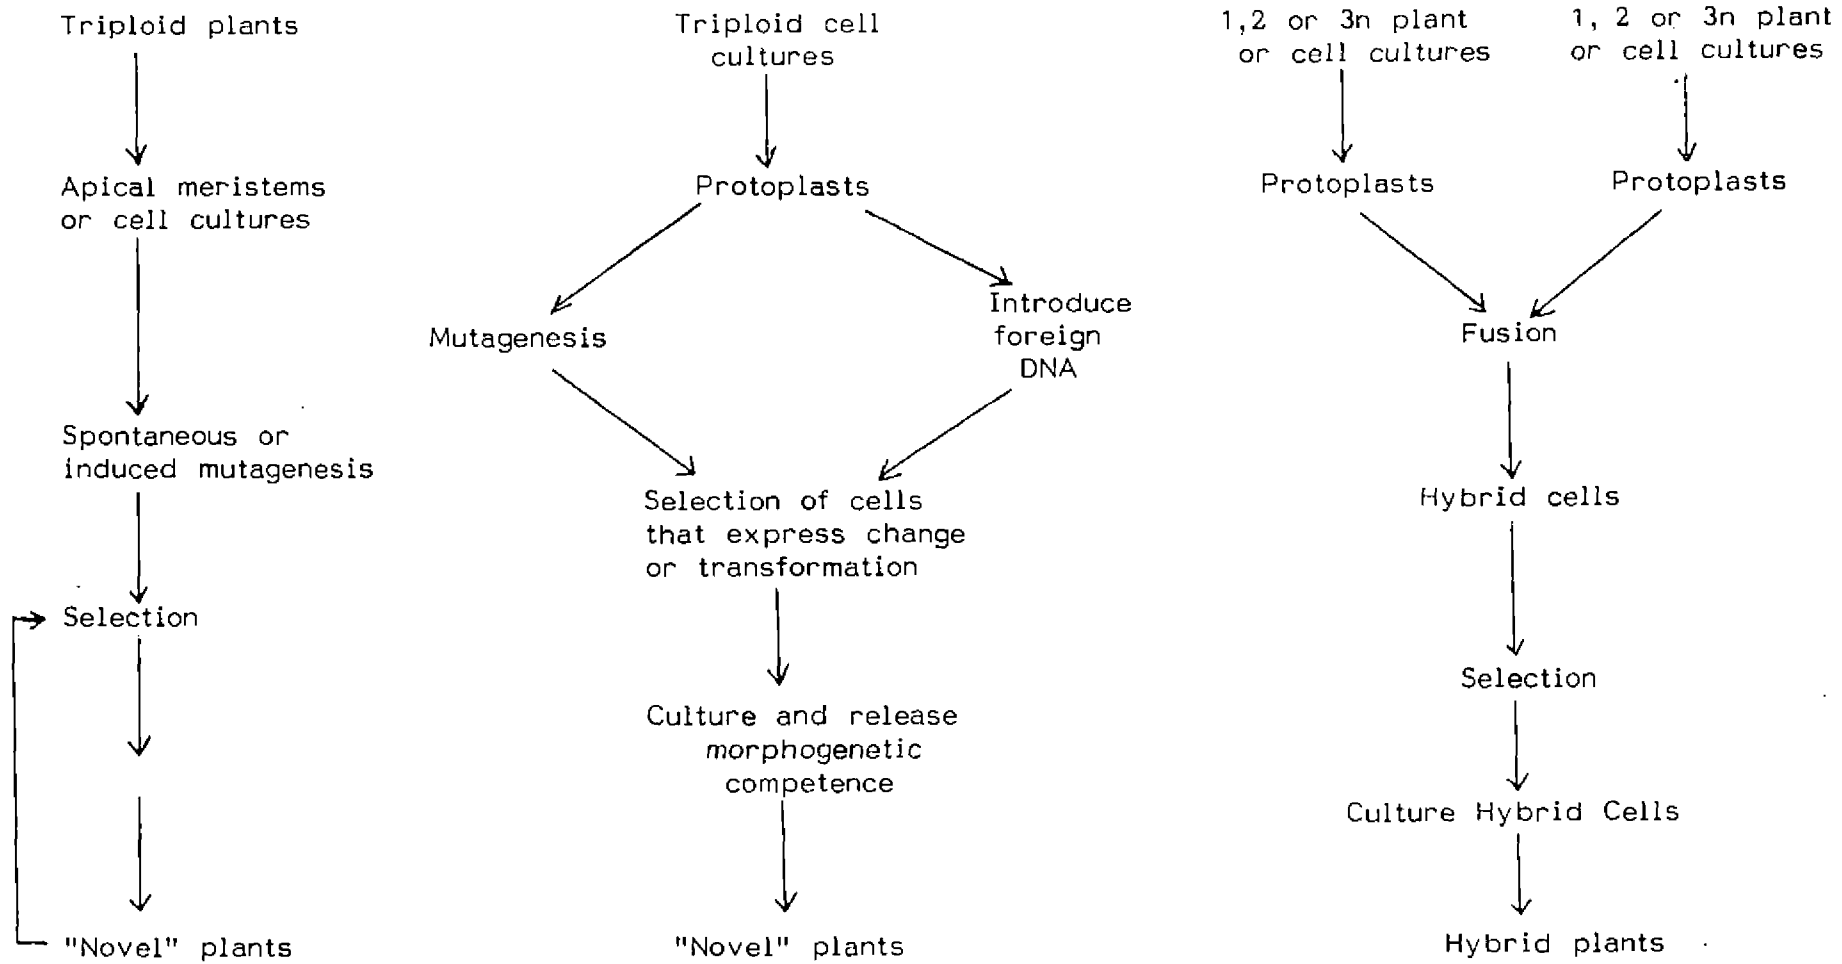 Triploid plants
Apical meristems
or cell cultures
Spontaneous or
induced mutagenesis
Selection
"Novel" plants
Triploid cell
cultures
Protoplasts
Mutagenesis
Introduce
foreign
DNA
Selection of cells
that express change
or transformation
Culture and release
morphogenetic
competence
"Novel" plants
1,2 or 3n plant
or cell cultures
1, 2 or 3n plant
or cell cultures
Protoplasts
Protoplasts
Fusion
Hybrid cells
Selection
Culture Hybrid Cells
Hybrid plants